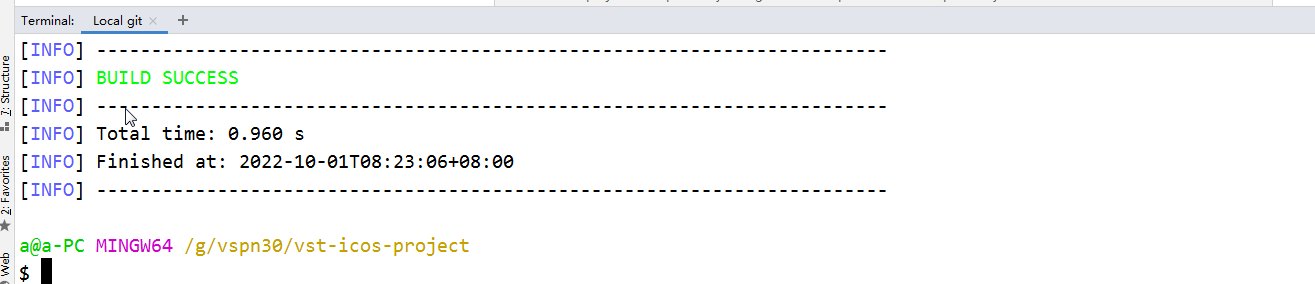 Terminal: Local git × +
[INFO] ------------------------------------------------------------------------
[INFO] BUILD SUCCESS
[INFO] ------------------------------------------------------------------------
[INFO] Total time: 0.960 s
[INFO] Finished at: 2022-10-01T08:23:06+08:00
[INFO] ------------------------------------------------------------------------
a@a-PC MINGW64 /g/vspn30/vst-icos-project
$
7: Structure
2: Favorites
Web